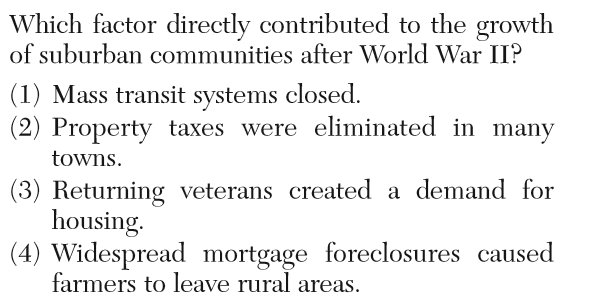 Which factor directly contributed to the growth
of suburban communities after World War II?
(1) Mass transit systems closed.
(2) Property taxes were eliminated in many
towns.
(3) Returning veterans created a demand for
housing.
(4) Widespread mortgage foreclosures caused
farmers to leave rural areas.